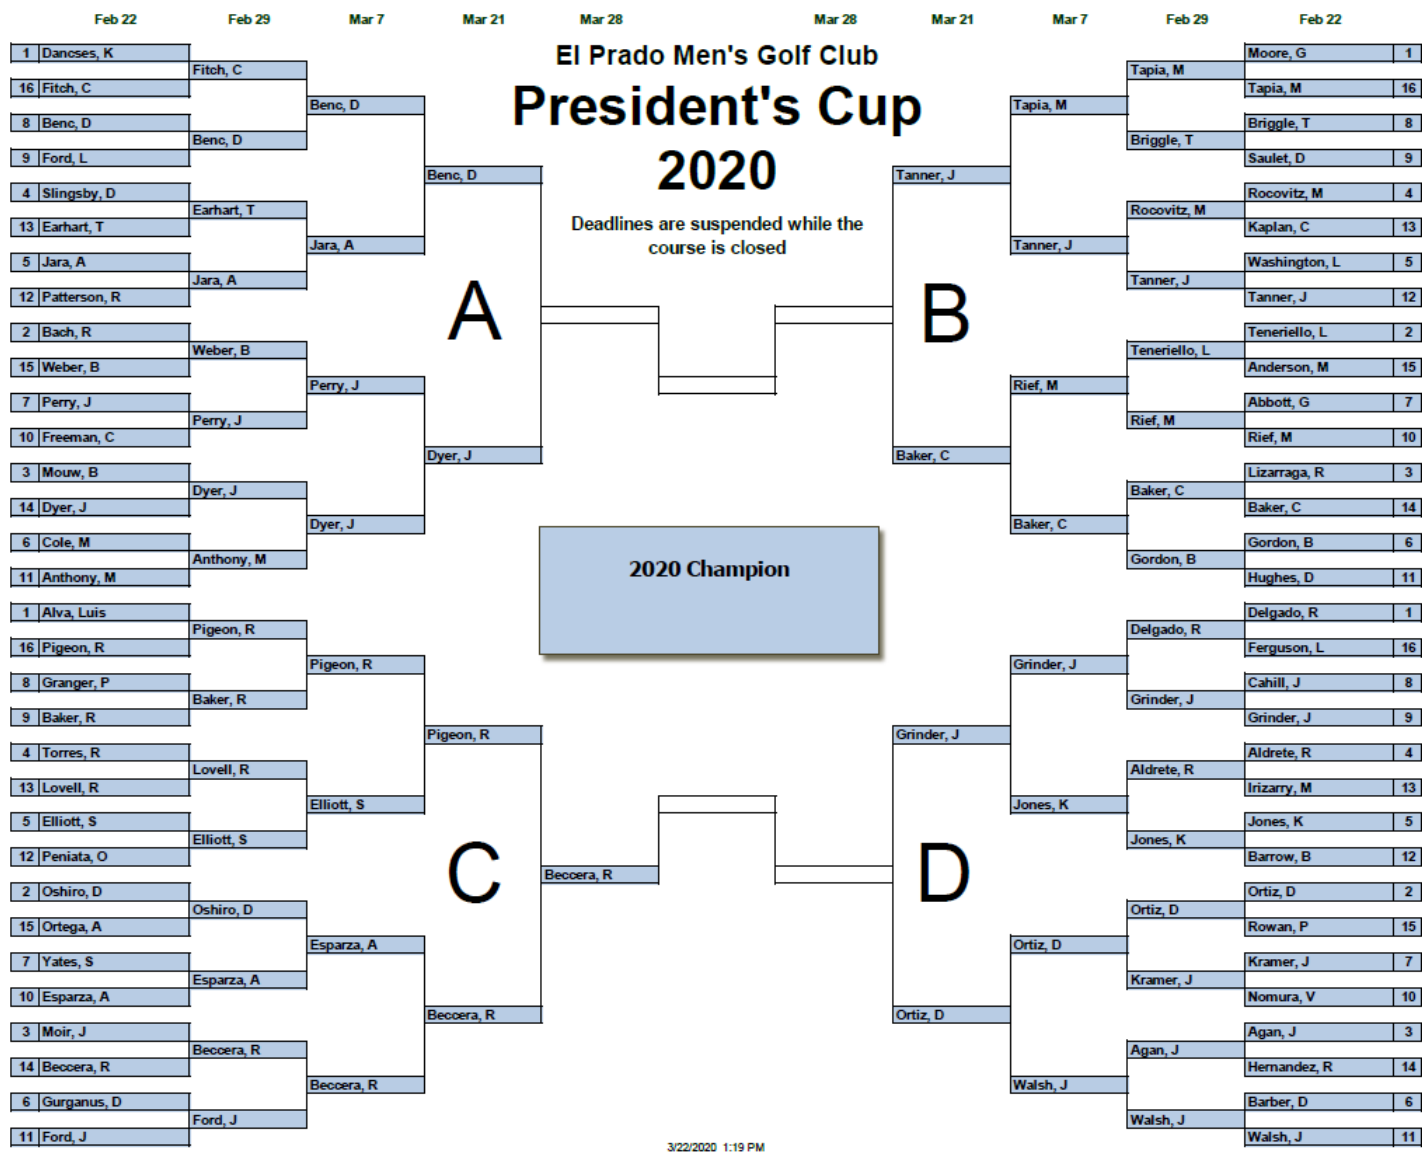 Feb 22 Feb 29 Mar 7 Mar 21 Mar 28 Mar 28 Mar 21 Mar 7 Feb 29 Feb 22
El Prado Men's Golf Club
President's Cup
2020
Deadlines are suspended while the
course is closed
1 Dancses, K
16 Fitch, C
8 Benc, D
9 Ford, L
4 Slingsby, D
13 Earhart, T
5 Jara, A
12 Patterson, R
2 Bach, R
15 Weber, B
7 Perry, J
10 Freeman, C
3 Mouw, B
14 Dyer, J
6 Cole, M
11 Anthony, M
Fitch, C
Benc, D
Earhart, T
Jara, A
Weber, B
Perry, J
Dyer, J
Anthony, M
Benc, D
Jara, A
Perry, J
Dyer, J
Benc, D
Dyer, J
A
1 Alva, Luis
16 Pigeon, R
8 Granger, P
9 Baker, R
4 Torres, R
13 Lovell, R
5 Elliott, S
12 Peniata, O
2 Oshiro, D
15 Ortega, A
7 Yates, S
10 Esparza, A
3 Moir, J
14 Beccera, R
6 Gurganus, D
11 Ford, J
Pigeon, R
Baker, R
Lovell, R
Elliott, S
Oshiro, D
Esparza, A
Beccera, R
Ford, J
Pigeon, R
Elliott, S
Esparza, A
Beccera, R
Pigeon, R
Beccera, R
C
Beccera, R
2020 Champion
B
Tanner, J
Baker, C
Tapia, M
Tanner, J
Rief, M
Baker, C
Tapia, M
Briggle, T
Rocovitz, M
Tanner, J
Teneriello, L
Rief, M
Baker, C
Gordon, B
Moore, G 1
Tapia, M 16
Briggle, T 8
Saulet, D 9
Rocovitz, M 4
Kaplan, C 13
Washington, L 5
Tanner, J 12
Teneriello, L 2
Anderson, M 15
Abbott, G 7
Rief, M 10
Lizarraga, R 3
Baker, C 14
Gordon, B 6
Hughes, D 11
D
Grinder, J
Ortiz, D
Grinder, J
Jones, K
Ortiz, D
Walsh, J
Delgado, R
Grinder, J
Aldrete, R
Jones, K
Ortiz, D
Kramer, J
Agan, J
Walsh, J
Delgado, R 1
Ferguson, L 16
Cahill, J 8
Grinder, J 9
Aldrete, R 4
Irizarry, M 13
Jones, K 5
Barrow, B 12
Ortiz, D 2
Rowan, P 15
Kramer, J 7
Nomura, V 10
Agan, J 3
Hernandez, R 14
Barber, D 6
Walsh, J 11
3/22/2020 1:19 PM